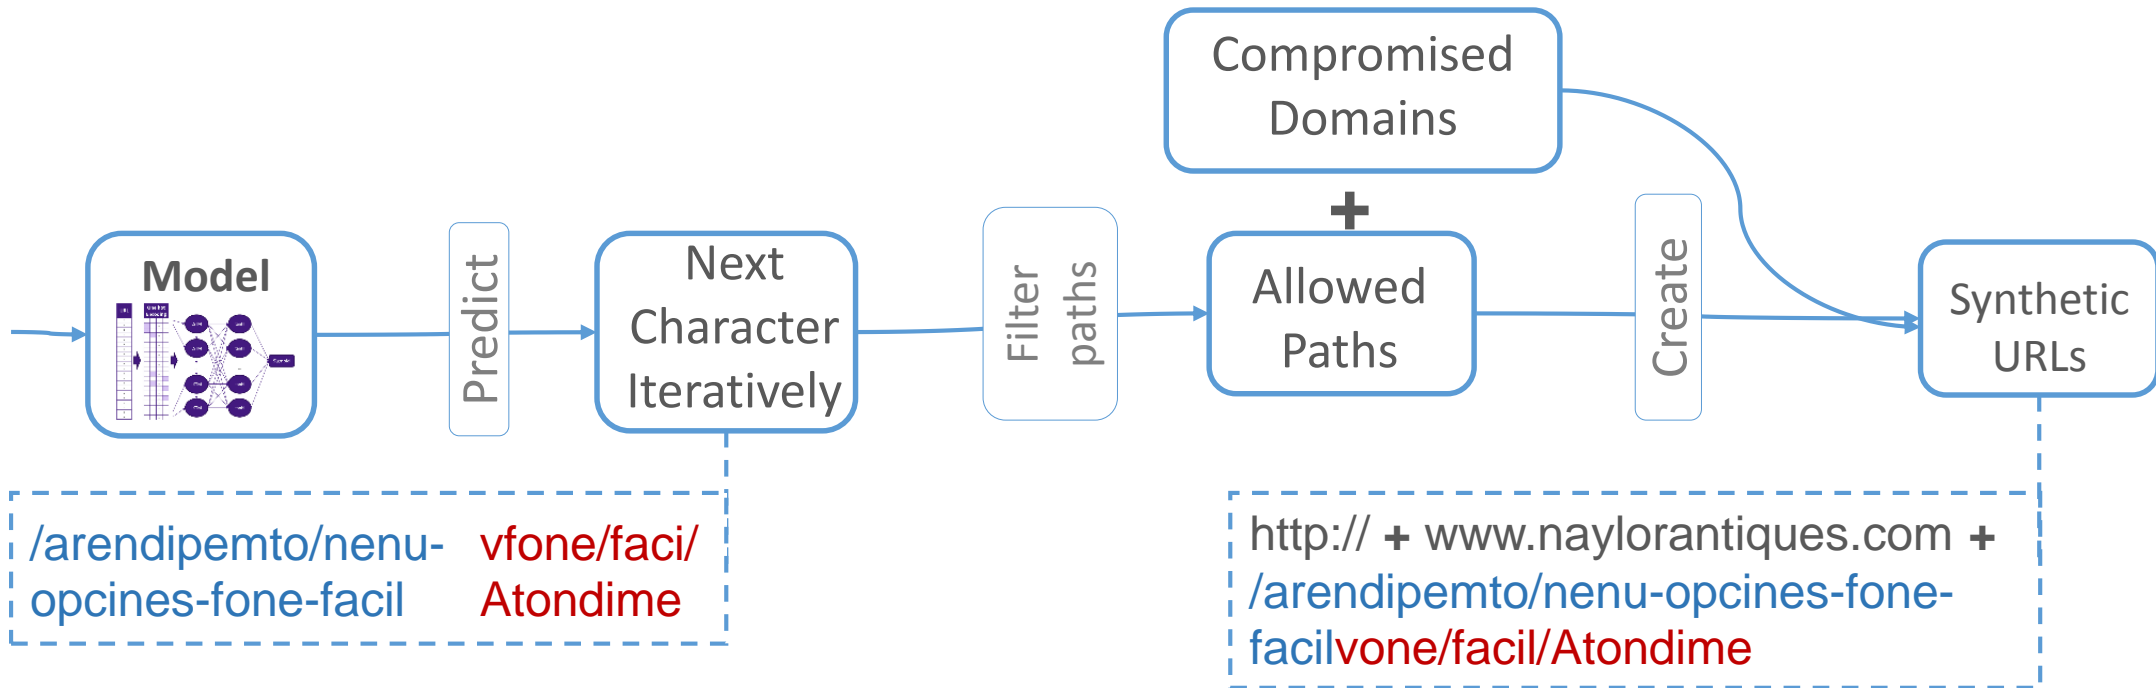 Compromised
Domains
+
Model
URL
Predict
Next
Character
Iteratively
Filter
paths
Allowed
Paths
Create
Synthetic
URLs
/arendipemto/nenu-
opcines-fone-facil
vfone/faci/
Atondime
http:// + www.naylorantiques.com +
/arendipemto/nenu-opcines-fone-
facilvone/facil/Atondime